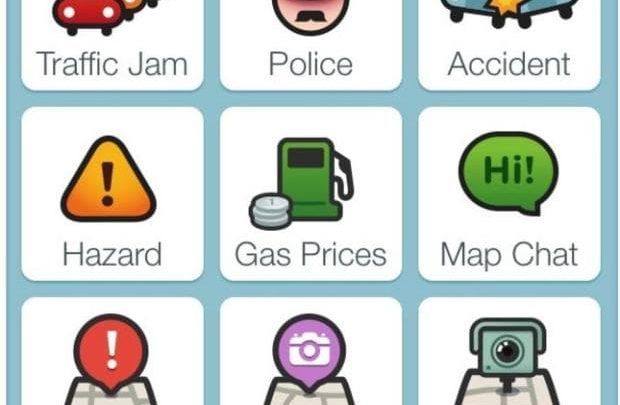 Traffic Jam
Police
Accident
!
Hi!
Hazard
Gas Prices
Map Chat
!